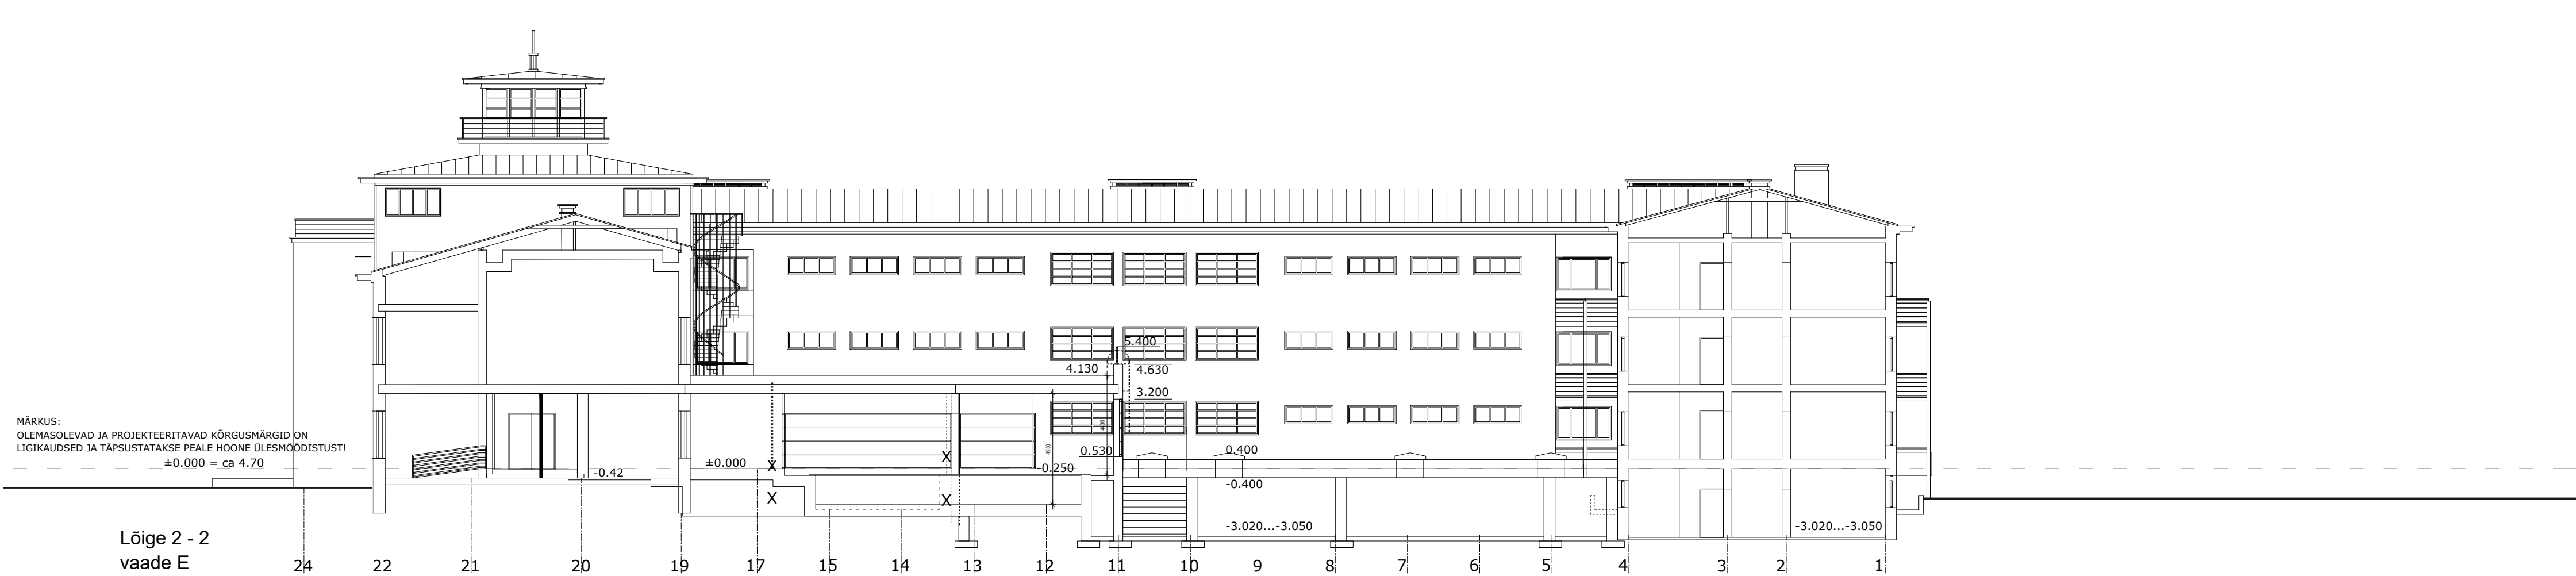 5.400
4.130
4.630
3.200
MÄRKUS:
OLEMASOLEVAD JA PROJEKTEERITAVAD KÕRGUSMÄRGID ON
LIGIKAUDSED JA TÄPSUSTATAKSE PEALE HOONE ÜLESMÕÕDISTUST!
±0.000 = ca 4.70
-0.42
±0.000
X
X
X
X
4930
-0.250
0.530
0.400
-0.400
-3.020...-3.050
-3.020...-3.050
Lõige 2 - 2
vaade E
24 22 21 20 19 17 15 14 13 12 11 10 9 8 7 6 5 4 3 2 1